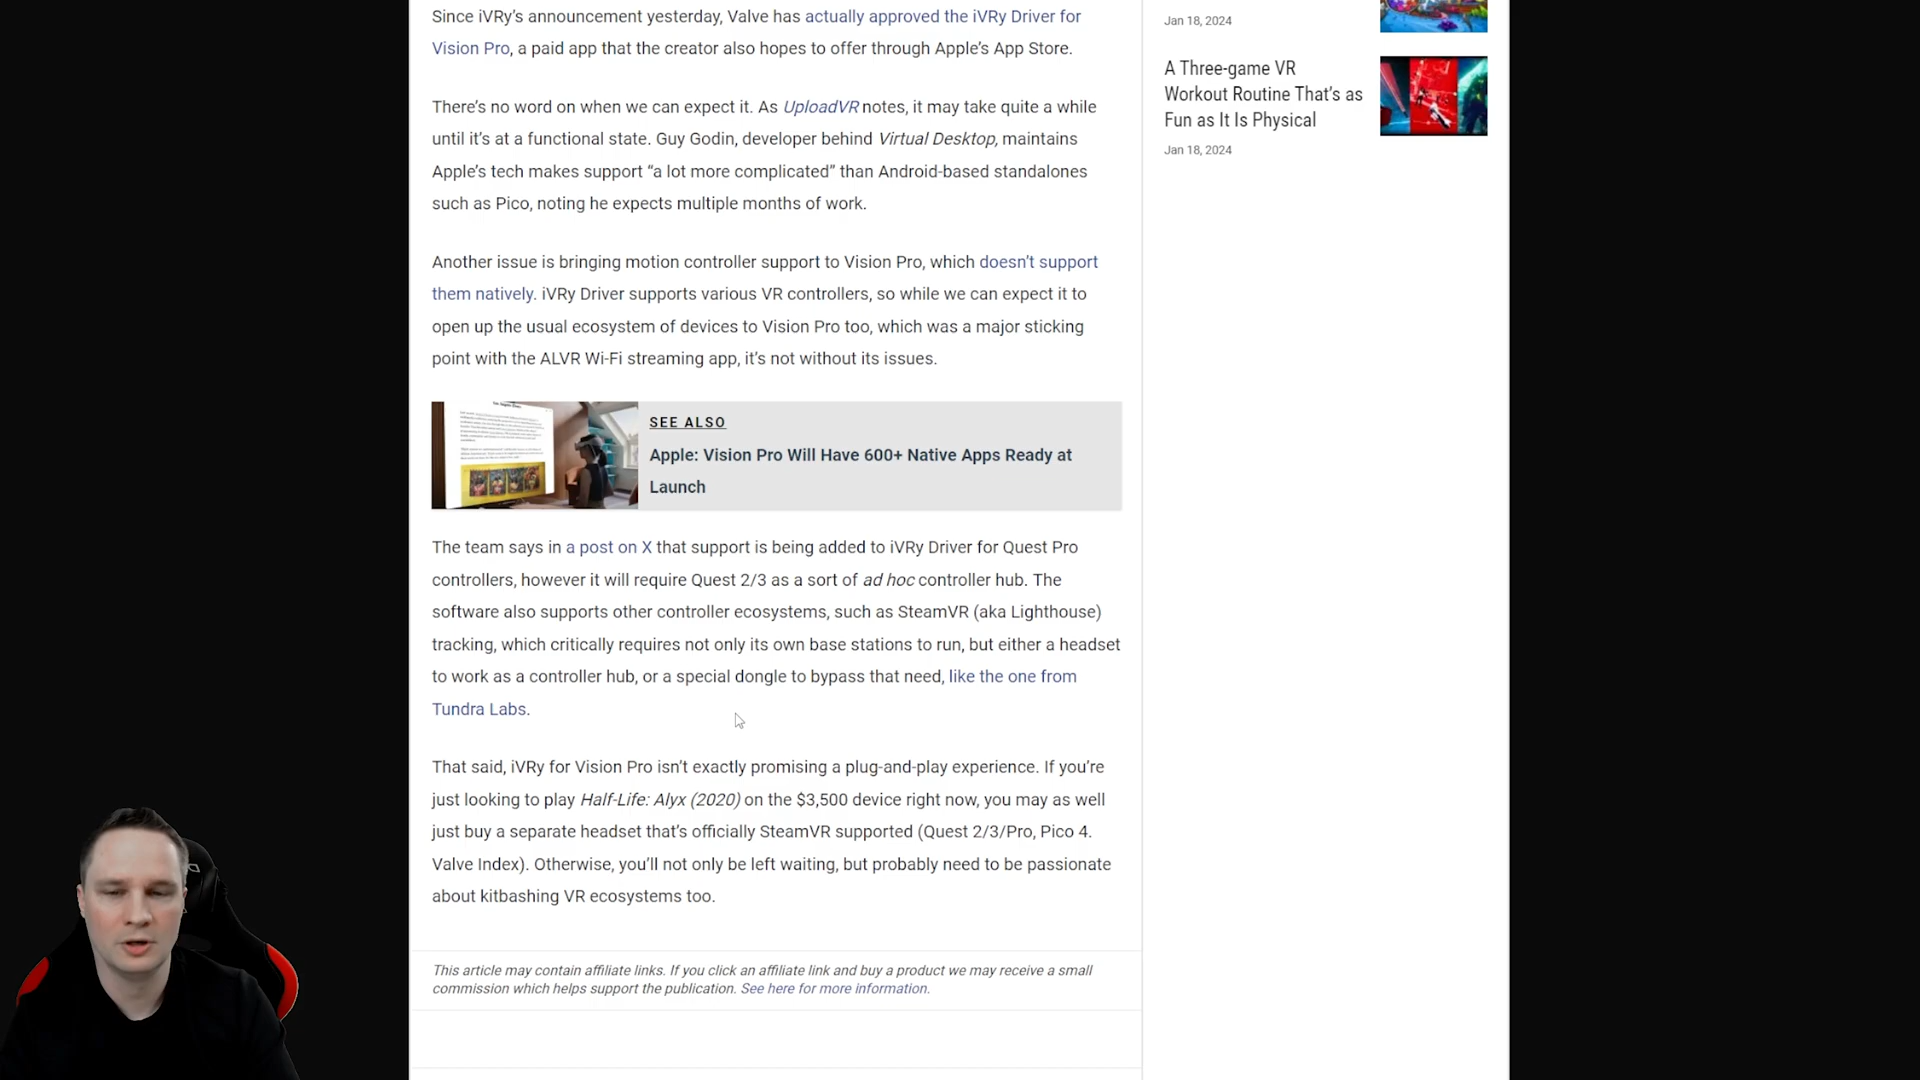 Since iVRy’s announcement yesterday, Valve has actually approved the iVRy Driver for
Vision Pro, a paid app that the creator also hopes to offer through Apple’s App Store.
There’s no word on when we can expect it. As UploadVR notes, it may take quite a while
until it’s at a functional state. Guy Godin, developer behind Virtual Desktop, maintains
Apple’s tech makes support “a lot more complicated” than Android-based standalones
such as Pico, noting he expects multiple months of work.
Another issue is bringing motion controller support to Vision Pro, which doesn’t support
them natively. iVRy Driver supports various VR controllers, so while we can expect it to
open up the usual ecosystem of devices to Vision Pro too, which was a major sticking
point with the ALVR Wi-Fi streaming app, it’s not without its issues.
SEE ALSO
Apple: Vision Pro Will Have 600+ Native Apps Ready at
Launch
The team says in a post on X that support is being added to iVRy Driver for Quest Pro
controllers, however it will require Quest 2/3 as a sort of ad hoc controller hub. The
software also supports other controller ecosystems, such as SteamVR (aka Lighthouse)
tracking, which critically requires not only its own base stations to run, but either a headset
to work as a controller hub, or a special dongle to bypass that need, like the one from
Tundra Labs.
That said, iVRy for Vision Pro isn’t exactly promising a plug-and-play experience. If you’re
just looking to play Half-Life: Alyx (2020) on the $3,500 device right now, you may as well
just buy a separate headset that’s officially SteamVR supported (Quest 2/3/Pro, Pico 4.
Valve Index). Otherwise, you’ll not only be left waiting, but probably need to be passionate
about kitbashing VR ecosystems too.
This article may contain affiliate links. If you click an affiliate link and buy a product we may receive a small
commission which helps support the publication. See here for more information.
Jan 18, 2024
A Three-game VR
Workout Routine That’s as
Fun as It Is Physical
Jan 18, 2024